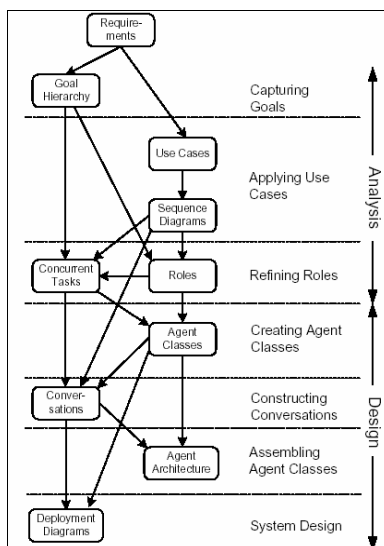 Require-
ments
Goal
Hierarchy
Capturing
Goals
Use Cases
Applying Use
Cases
Sequence
Diagrams
Analysis
Concurrent
Tasks
Roles
Refining Roles
Agent
Classes
Creating Agent
Classes
Conver-
sations
Constructing
Conversations
Agent
Architecture
Assembling
Agent Classes
Design
Deployment
Diagrams
System Design